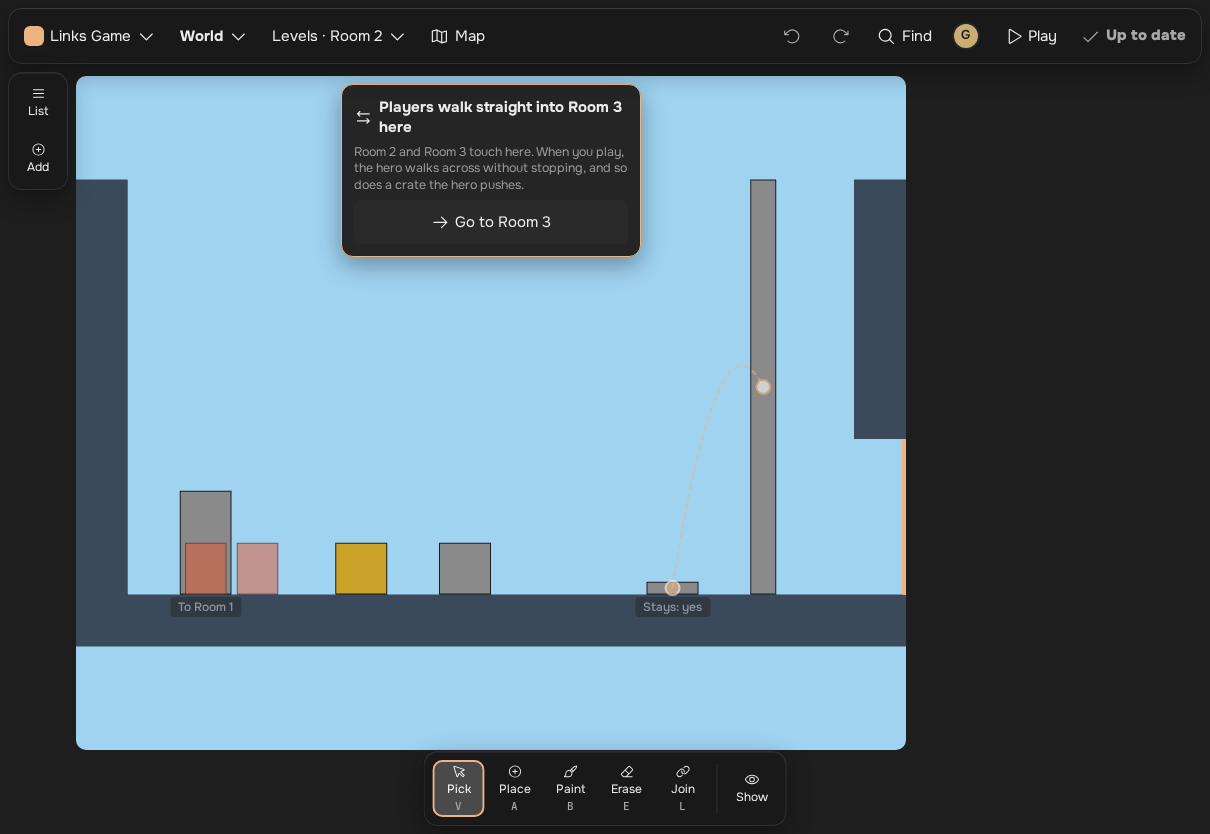 Links Game
World
Levels · Room 2
Map
Find
G
Play
Up to date
List
Add
Players walk straight into Room 3
here
Room 2 and Room 3 touch here. When you play,
the hero walks across without stopping, and so
does a crate the hero pushes.
Go to Room 3
To Room 1
Stays: yes
Pick
V
Place
A
Paint
B
Erase
E
Join
L
Show